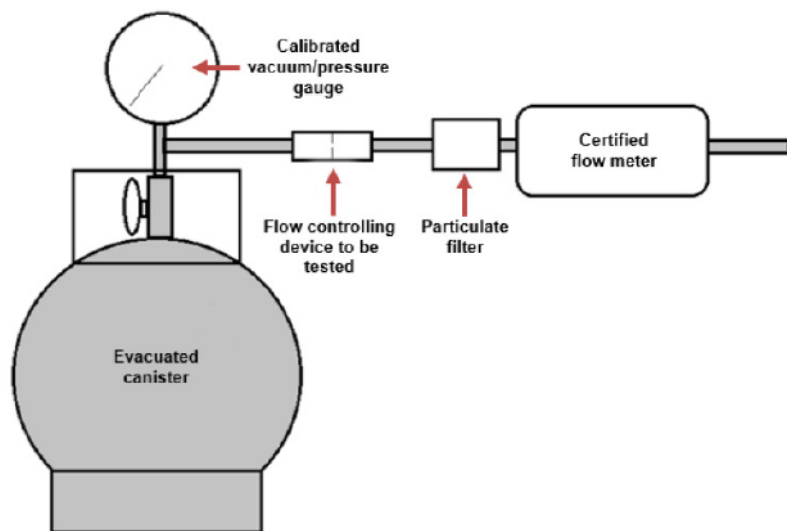 Calibrated
vacuum/pressure
gauge
Certified
flow meter
Flow controlling
device to be
tested
Particulate
filter
Evacuated
canister